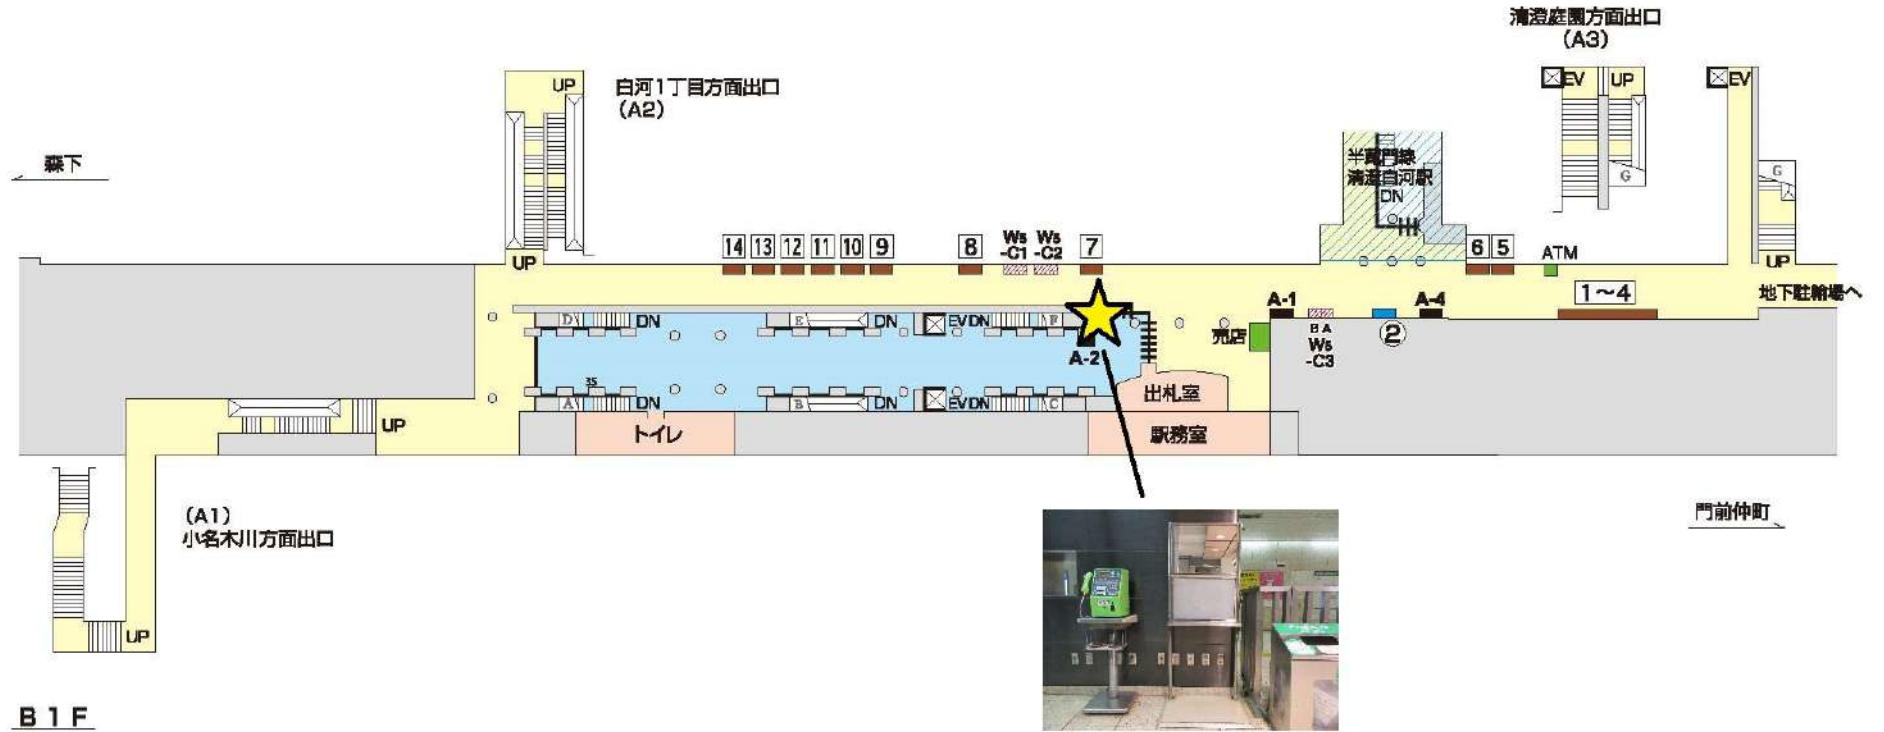 清澄庭園方面出口
(A3)
EV
UP
EV
UP
白河1丁目方面出口
(A2)
森下
半蔵門線
清澄白河駅
DN
G
G
14
13
12
11
10
9
8
Ws
-C1
Ws
-C2
7
6
5
ATM
UP
UP
地下駐輪場へ
1～4
A-1
A-4
D
DN
E
DN
EV
DN
F
売店
B A
Ws
-C3
②
A-2
35
A
DN
B
DN
EV
DN
C
出札室
UP
トイレ
駅務室
(A1)
小名木川方面出口
門前仲町
UP
B1F